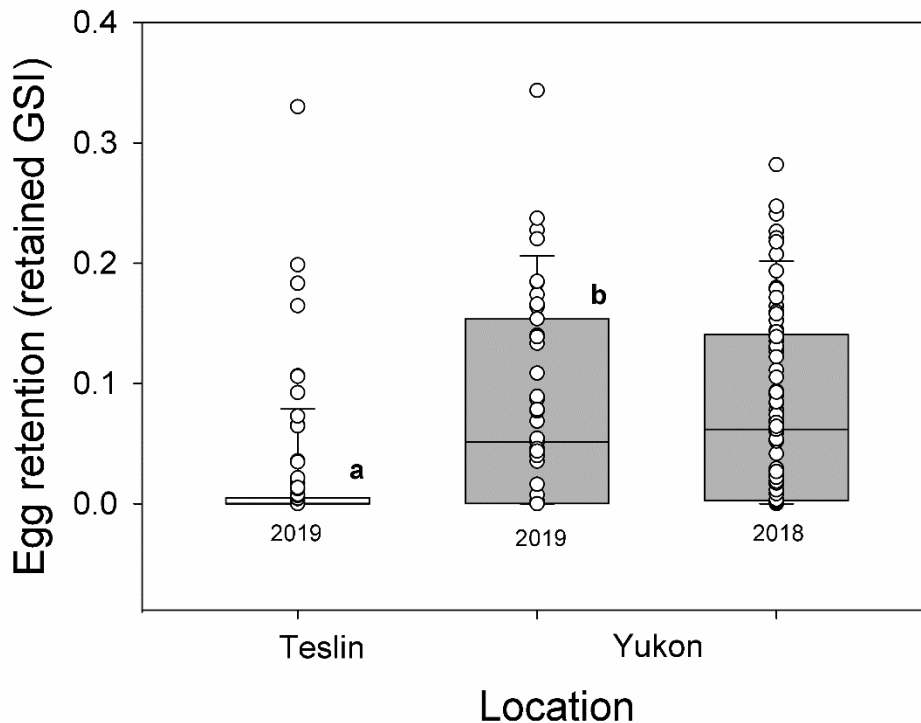 Egg retention (retained GSI)
0.4
0.3
0.2
0.1
0.0
a
b
2019
2019
2018
Teslin
Yukon
Location